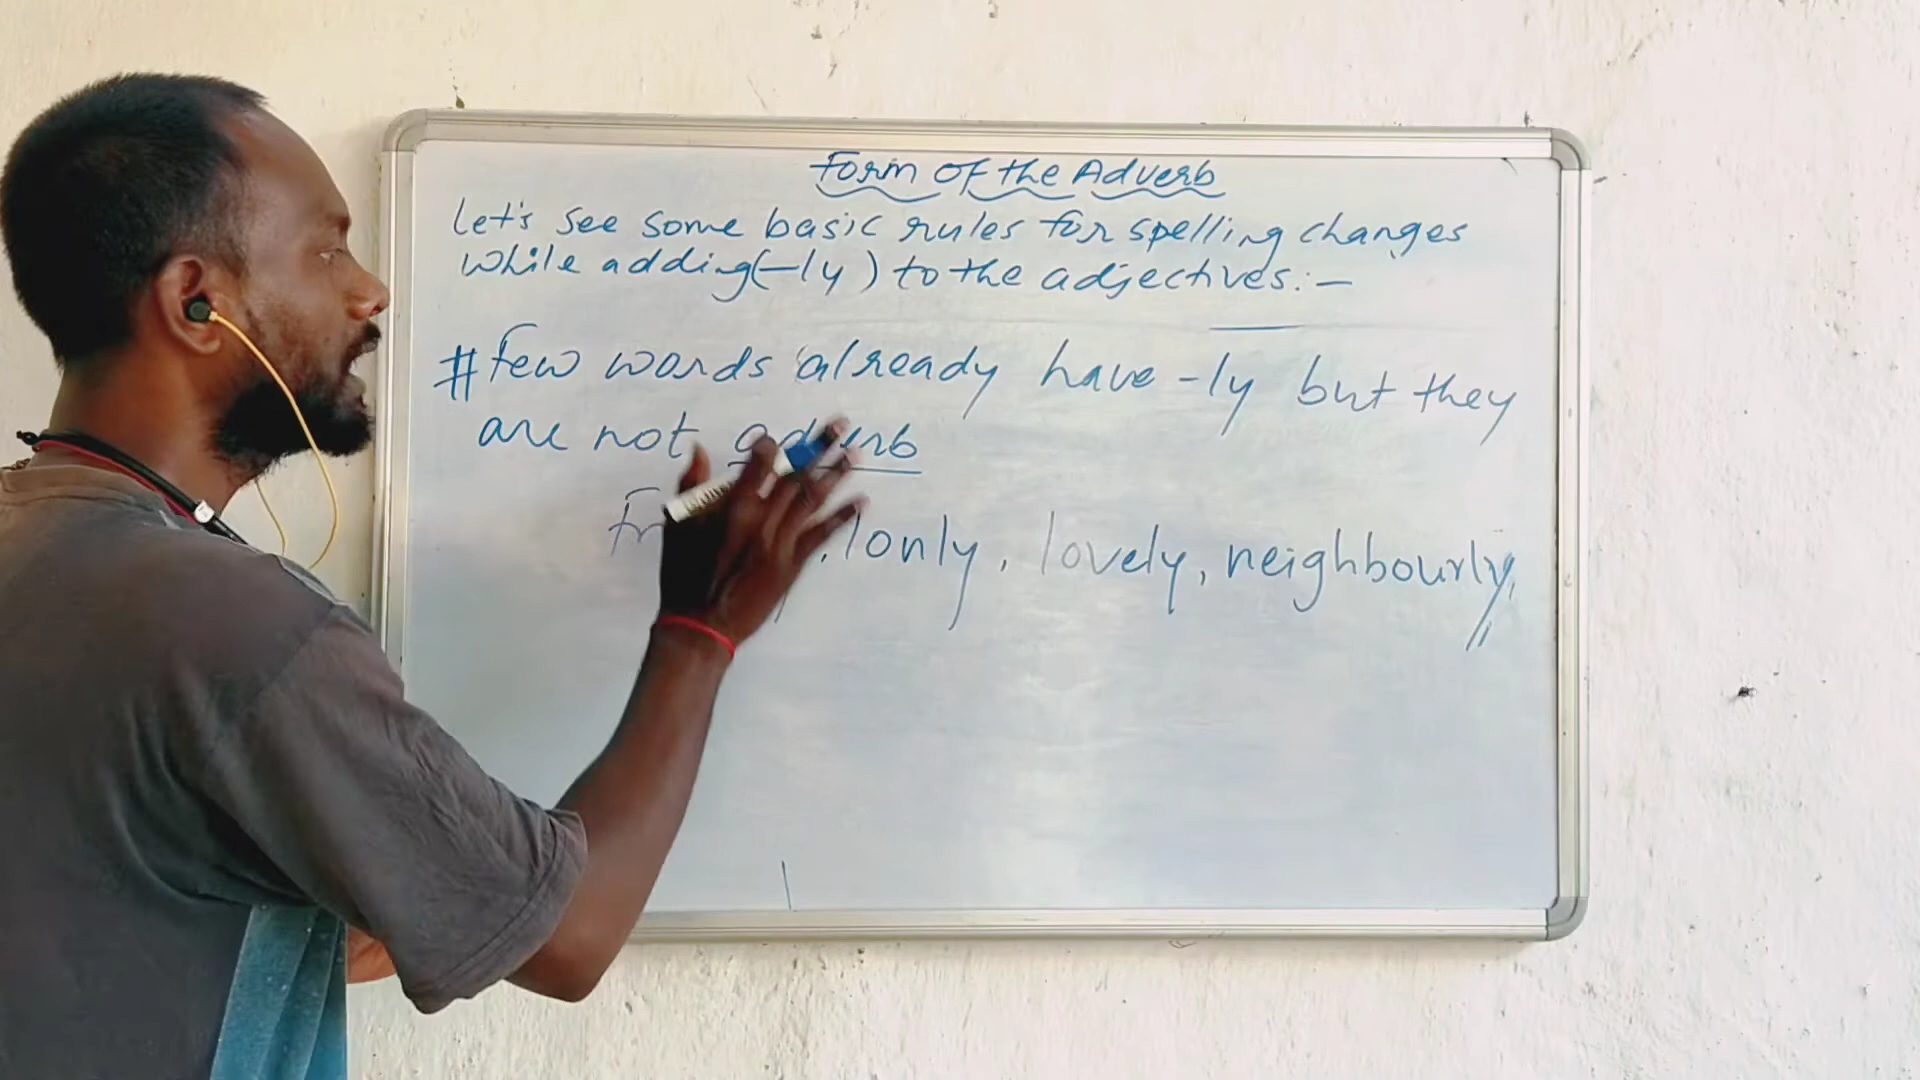 Form of the Adverb
Let's see some basic rules for spelling changes
while adding(-ly) to the adjectives:-
# Few words already have -ly but they
are not adverb
, lonly, lovely, neighbourly,